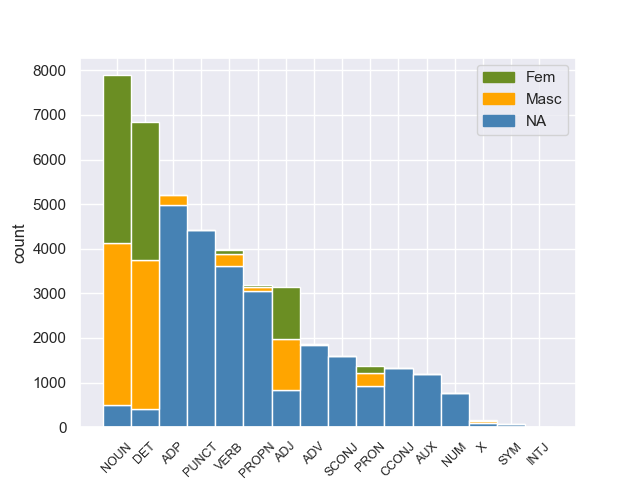 Fem
Masc
NA
8000
7000
6000
5000
4000
3000
2000
1000
0
count
NOUN
DET
ADP
PUNCT
VERB
PROPN
ADJ
ADV
SCONJ
PRON
CCONJ
AUX
NUM
X
SYM
INTJ